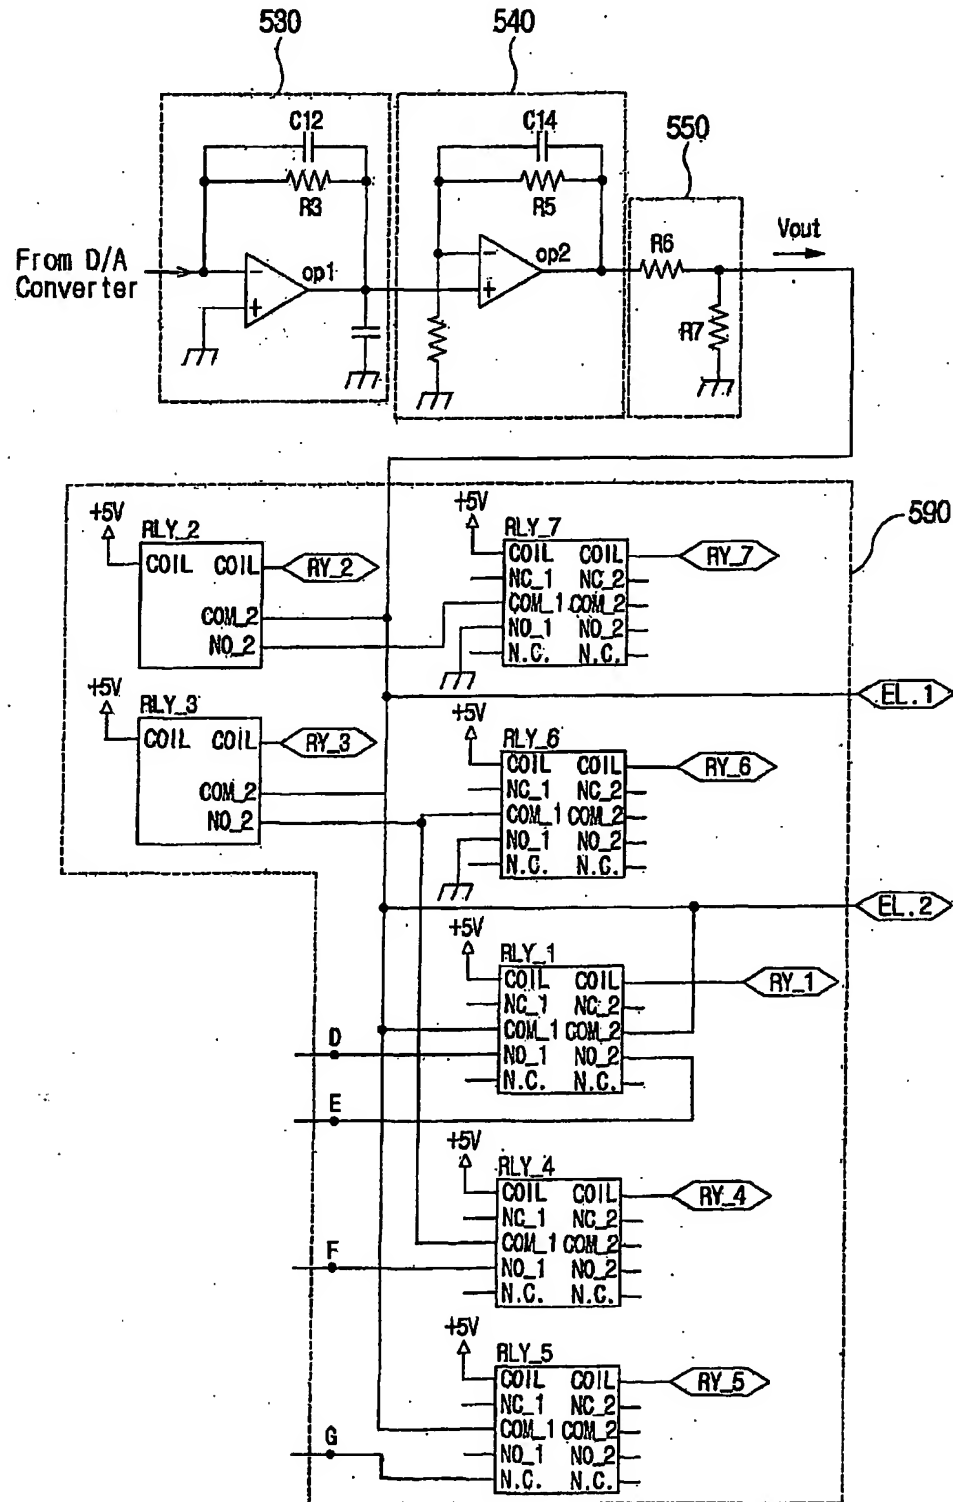 530
540
C12
C14
550
R3
R5
R6
Vout
From D/A
Converter
op1
op2
R7
590
+5V
RLY_2
COIL COIL
RY_2
COM_2
NO_2
+5V
RLY_7
COIL COIL
RY_7
NC_1 NC_2
COM_1 COM_2
NO_1 NO_2
N.C. N.C.
EL.1
+5V
RLY_3
COIL COIL
RY_3
COM_2
NO_2
+5V
RLY_6
COIL COIL
RY_6
NC_1 NC_2
COM_1 COM_2
NO_1 NO_2
N.C. N.C.
EL.2
+5V
RLY_1
COIL COIL
RY_1
NC_1 NC_2
COM_1 COM_2
D
NO_1 NO_2
N.C. N.C.
E
+5V
RLY_4
COIL COIL
RY_4
NC_1 NC_2
COM_1 COM_2
F
NO_1 NO_2
N.C. N.C.
+5V
RLY_5
COIL COIL
RY_5
NC_1 NC_2
COM_1 COM_2
G
NO_1 NO_2
N.C. N.C.